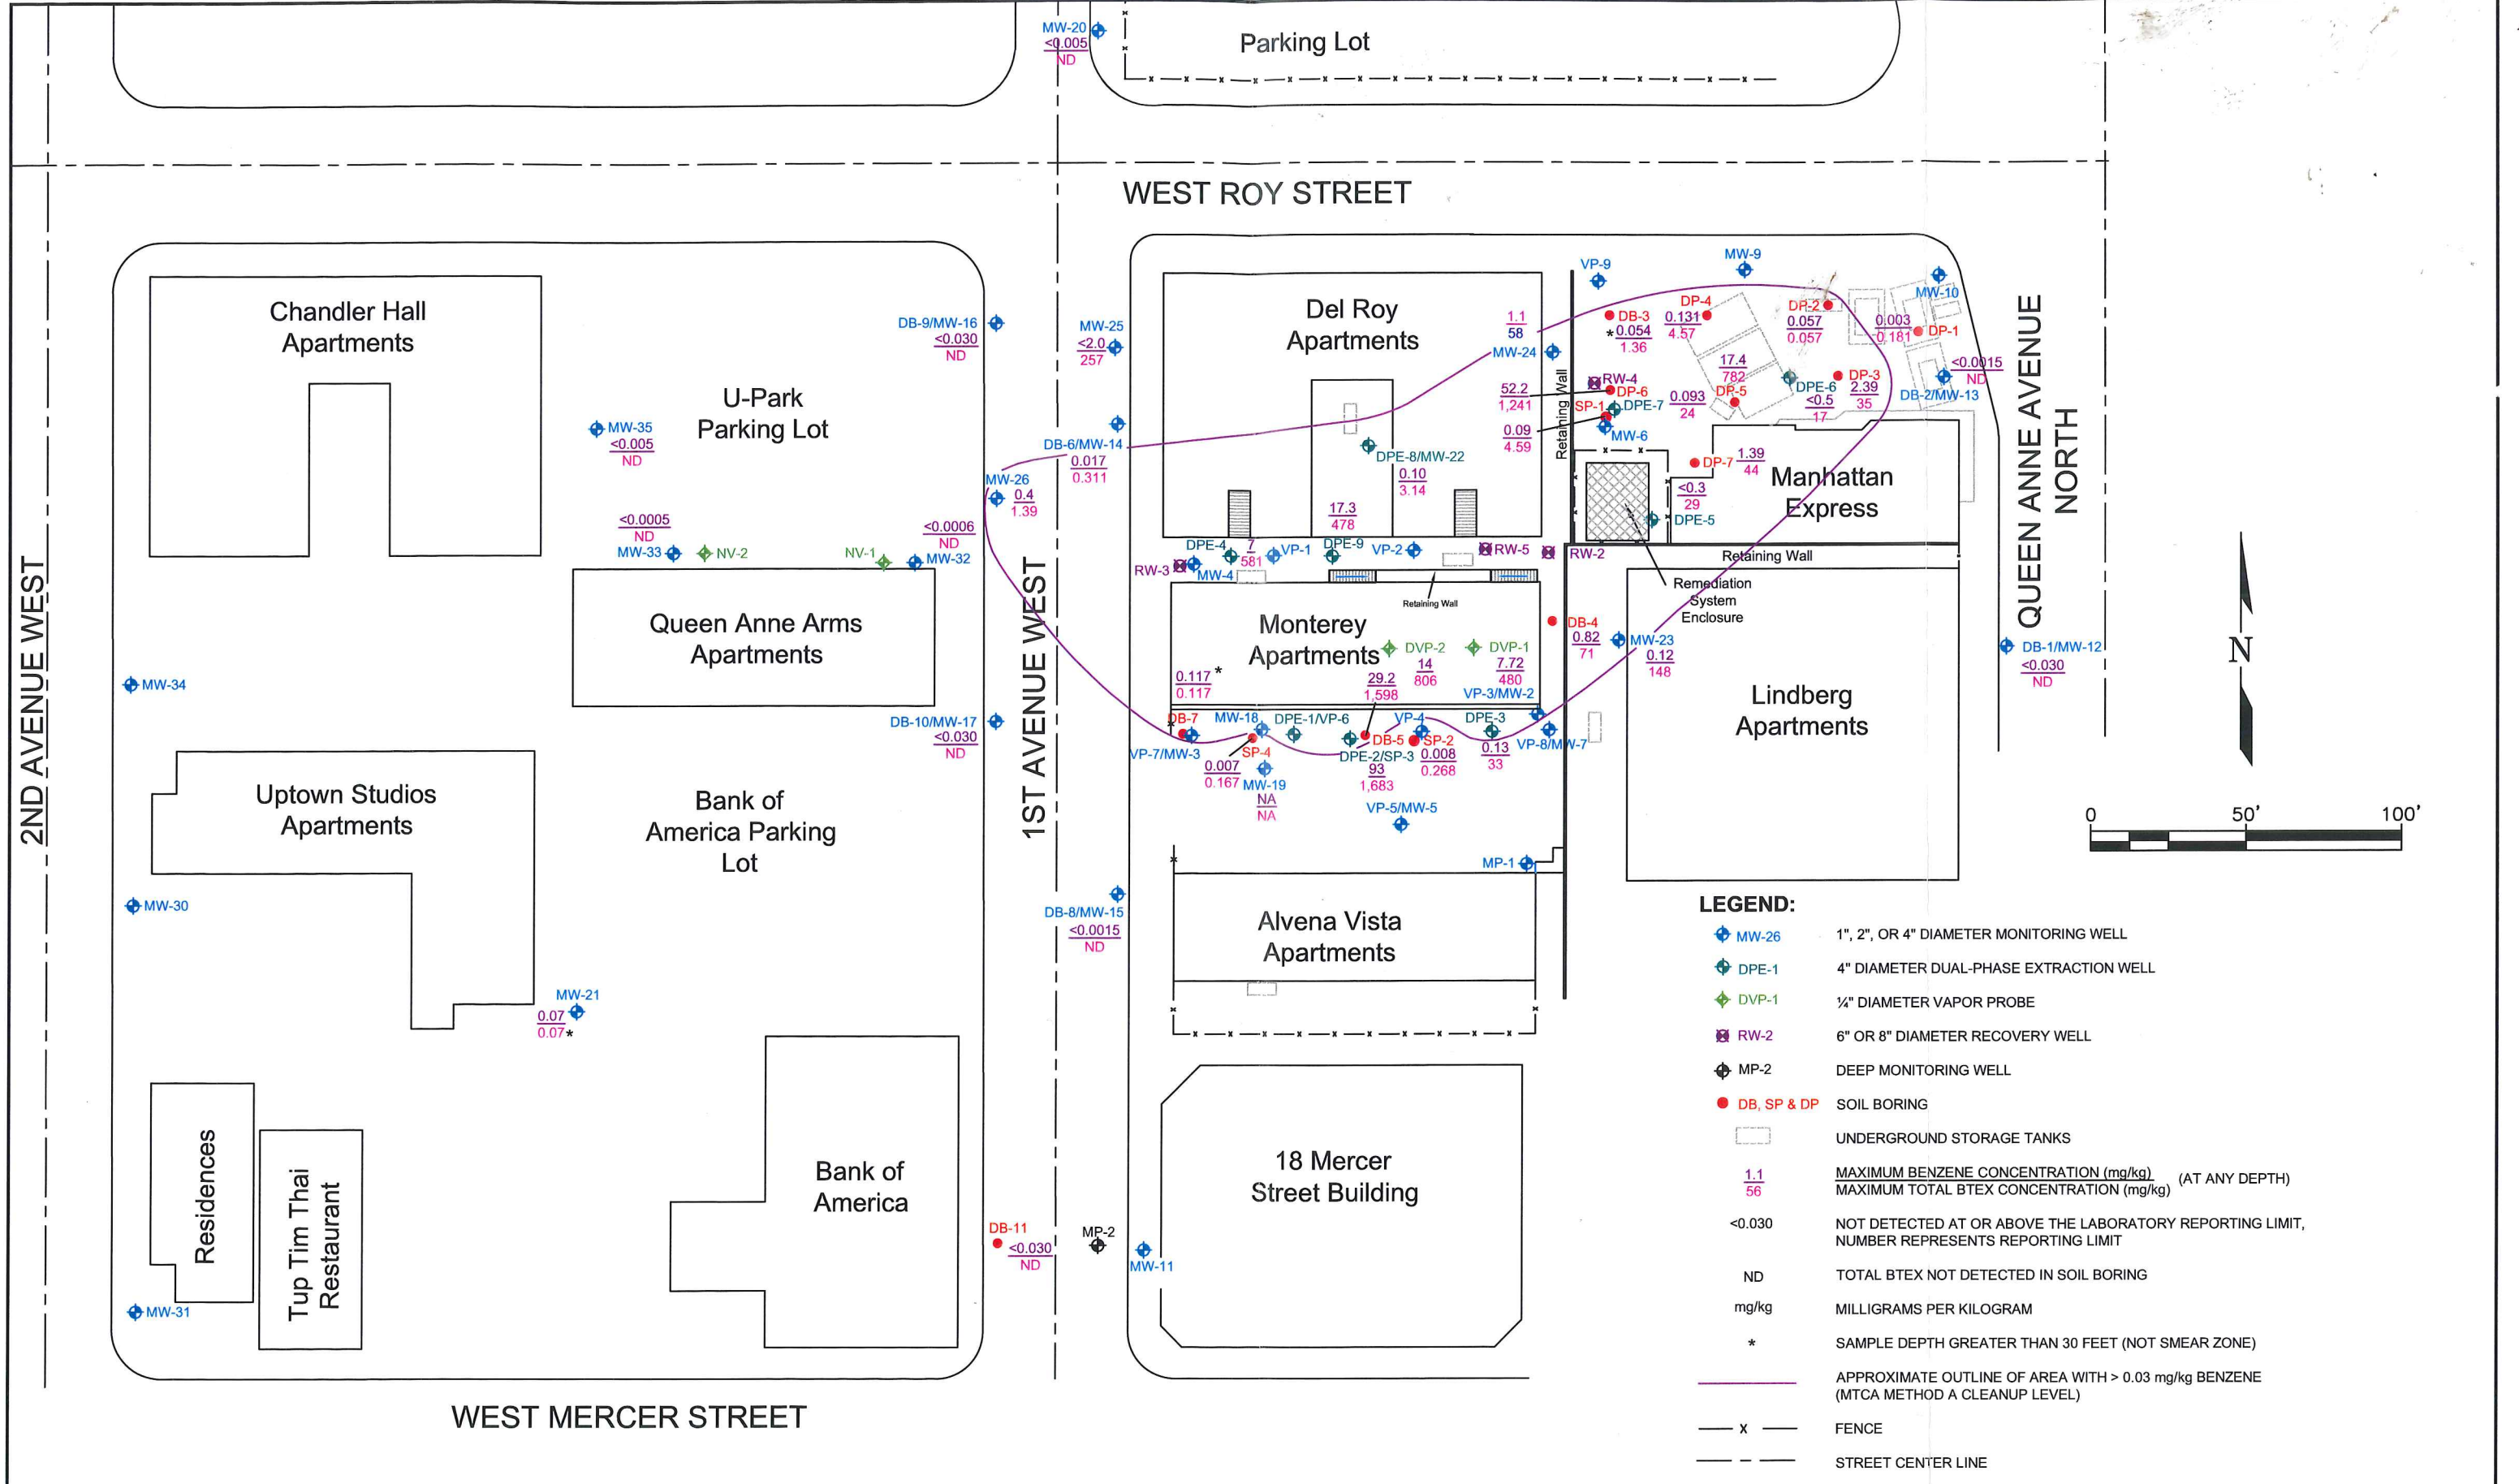 MW-20
<0.005
ND
Parking Lot
WEST ROY STREET
Chandler Hall
Apartments
U-Park
Parking Lot
DB-9/MW-16
<0.030
ND
MW-25
<2.0
257
MW-35
<0.005
ND
DB-6/MW-14
0.017
0.311
MW-26
0.4
1.39
<0.0005
ND
MW-33
NV-2
NV-1
<0.0006
ND
MW-32
Queen Anne Arms
Apartments
MW-34
DB-10/MW-17
<0.030
ND
2ND AVENUE WEST
1ST AVENUE WEST
Uptown Studios
Apartments
Bank of
America Parking
Lot
MW-30
DB-8/MW-15
<0.0015
ND
MW-21
0.07
0.07*
Residences
Tup Tim Thai
Restaurant
Bank of
America
DB-11
<0.030
ND
MP-2
MW-11
MW-31
WEST MERCER STREET
Del Roy
Apartments
1.1
58
MW-24
52.2
1,241
0.09
4.59
DPE-8/MW-22
0.10
3.14
17.3
478
Retaining Wall
VP-9
MW-9
MW-10
DP-4
DB-3
*0.054
1.36
0.131
4.57
DP-2
0.057
0.057
0.003
0.181
DP-1
17.4
782
RW-4
DP-6
SP-1
DPE-7
MW-6
0.093
24
DP-5
DPE-6
<0.5
17
DP-3
2.39
35
<0.0015
ND
DB-2/MW-13
DP-7
1.39
44
<0.3
29
DPE-5
Manhattan
Express
QUEEN ANNE AVENUE
NORTH
DPE-4
7
581
VP-1
DPE-9
VP-2
RW-5
RW-2
RW-3
MW-4
Retaining Wall
Retaining Wall
Remediation
System
Enclosure
Monterey
Apartments
DVP-2
14
806
DVP-1
7.72
480
DB-4
0.82
71
MW-23
0.12
148
DB-1/MW-12
<0.030
ND
N
0.117*
0.117
29.2
1,598
VP-3/MW-2
DB-7
MW-18
DPE-1/VP-6
VP-4
DPE-3
VP-7/MW-3
SP-4
DB-5
SP-2
VP-8/MW-7
0.007
0.167
MW-19
NA
NA
DPE-2/SP-3
93
1,683
0.008
0.268
0.13
33
VP-5/MW-5
Lindberg
Apartments
MP-1
Alvena Vista
Apartments
18 Mercer
Street Building
0 50' 100'
LEGEND:
MW-26 1", 2", OR 4" DIAMETER MONITORING WELL
DPE-1 4" DIAMETER DUAL-PHASE EXTRACTION WELL
DVP-1 ¼" DIAMETER VAPOR PROBE
RW-2 6" OR 8" DIAMETER RECOVERY WELL
MP-2 DEEP MONITORING WELL
DB, SP & DP SOIL BORING
UNDERGROUND STORAGE TANKS
1.1 MAXIMUM BENZENE CONCENTRATION (mg/kg) (AT ANY DEPTH)
56 MAXIMUM TOTAL BTEX CONCENTRATION (mg/kg)
<0.030 NOT DETECTED AT OR ABOVE THE LABORATORY REPORTING LIMIT,
NUMBER REPRESENTS REPORTING LIMIT
ND TOTAL BTEX NOT DETECTED IN SOIL BORING
mg/kg MILLIGRAMS PER KILOGRAM
* SAMPLE DEPTH GREATER THAN 30 FEET (NOT SMEAR ZONE)
APPROXIMATE OUTLINE OF AREA WITH > 0.03 mg/kg BENZENE
(MTCA METHOD A CLEANUP LEVEL)
x FENCE
STREET CENTER LINE